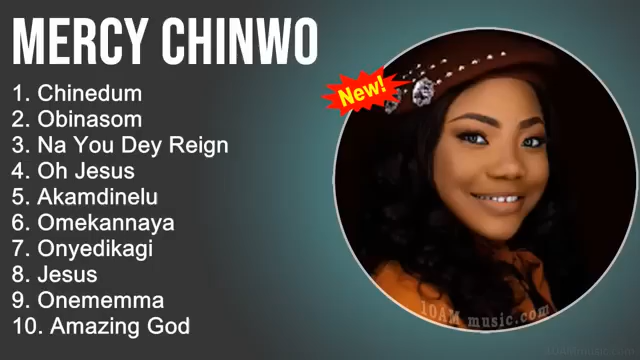 MERCY CHINWO
New!
1. Chinedum
2. Obinasom
3. Na You Dey Reign
4. Oh Jesus
5. Akamdinelu
6. Omekannaya
7. Onyedikagi
8. Jesus
9. Onememma
10. Amazing God
10AM music.com